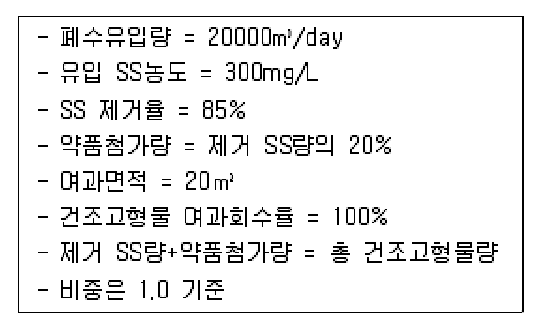 - 폐수유입량 = 20000m³/day
- 유입 SS농도 = 300mg/L
- SS 제거율 = 85%
- 약품첨가량 = 제거 SS량의 20%
- 여과면적 = 20m²
- 건조고형물 여과회수율 = 100%
- 제거 SS량+약품첨가량 = 총 건조고형물량
- 비중은 1.0 기준